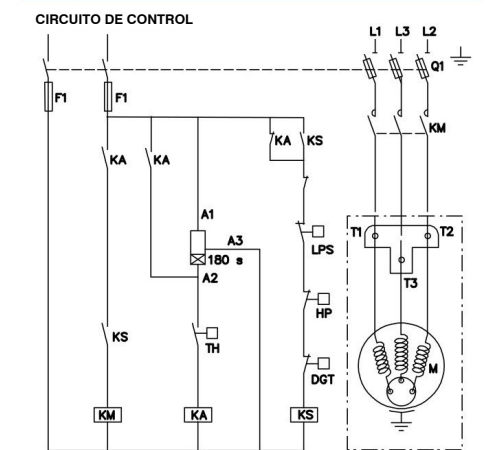 CIRCUITO DE CONTROL
L1 L3 L2
Q1
F1 F1
KM
KA KA KA KS
A1
T1 T2
A3
LPS
180 s
A2
T3
HP
KS TH
M
DGT
KM KA KS